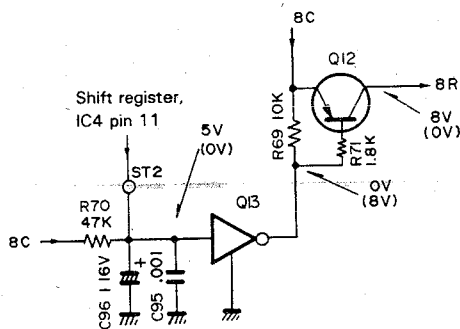 8C
Q12
8R
8V
(0V)
R69 10K
R71
1.8K
Shift register,
IC4 pin 11
5V
(0V)
ST2
0V
(8V)
Q13
R70
47K
8C
+
C96 1 16V
C95 .001